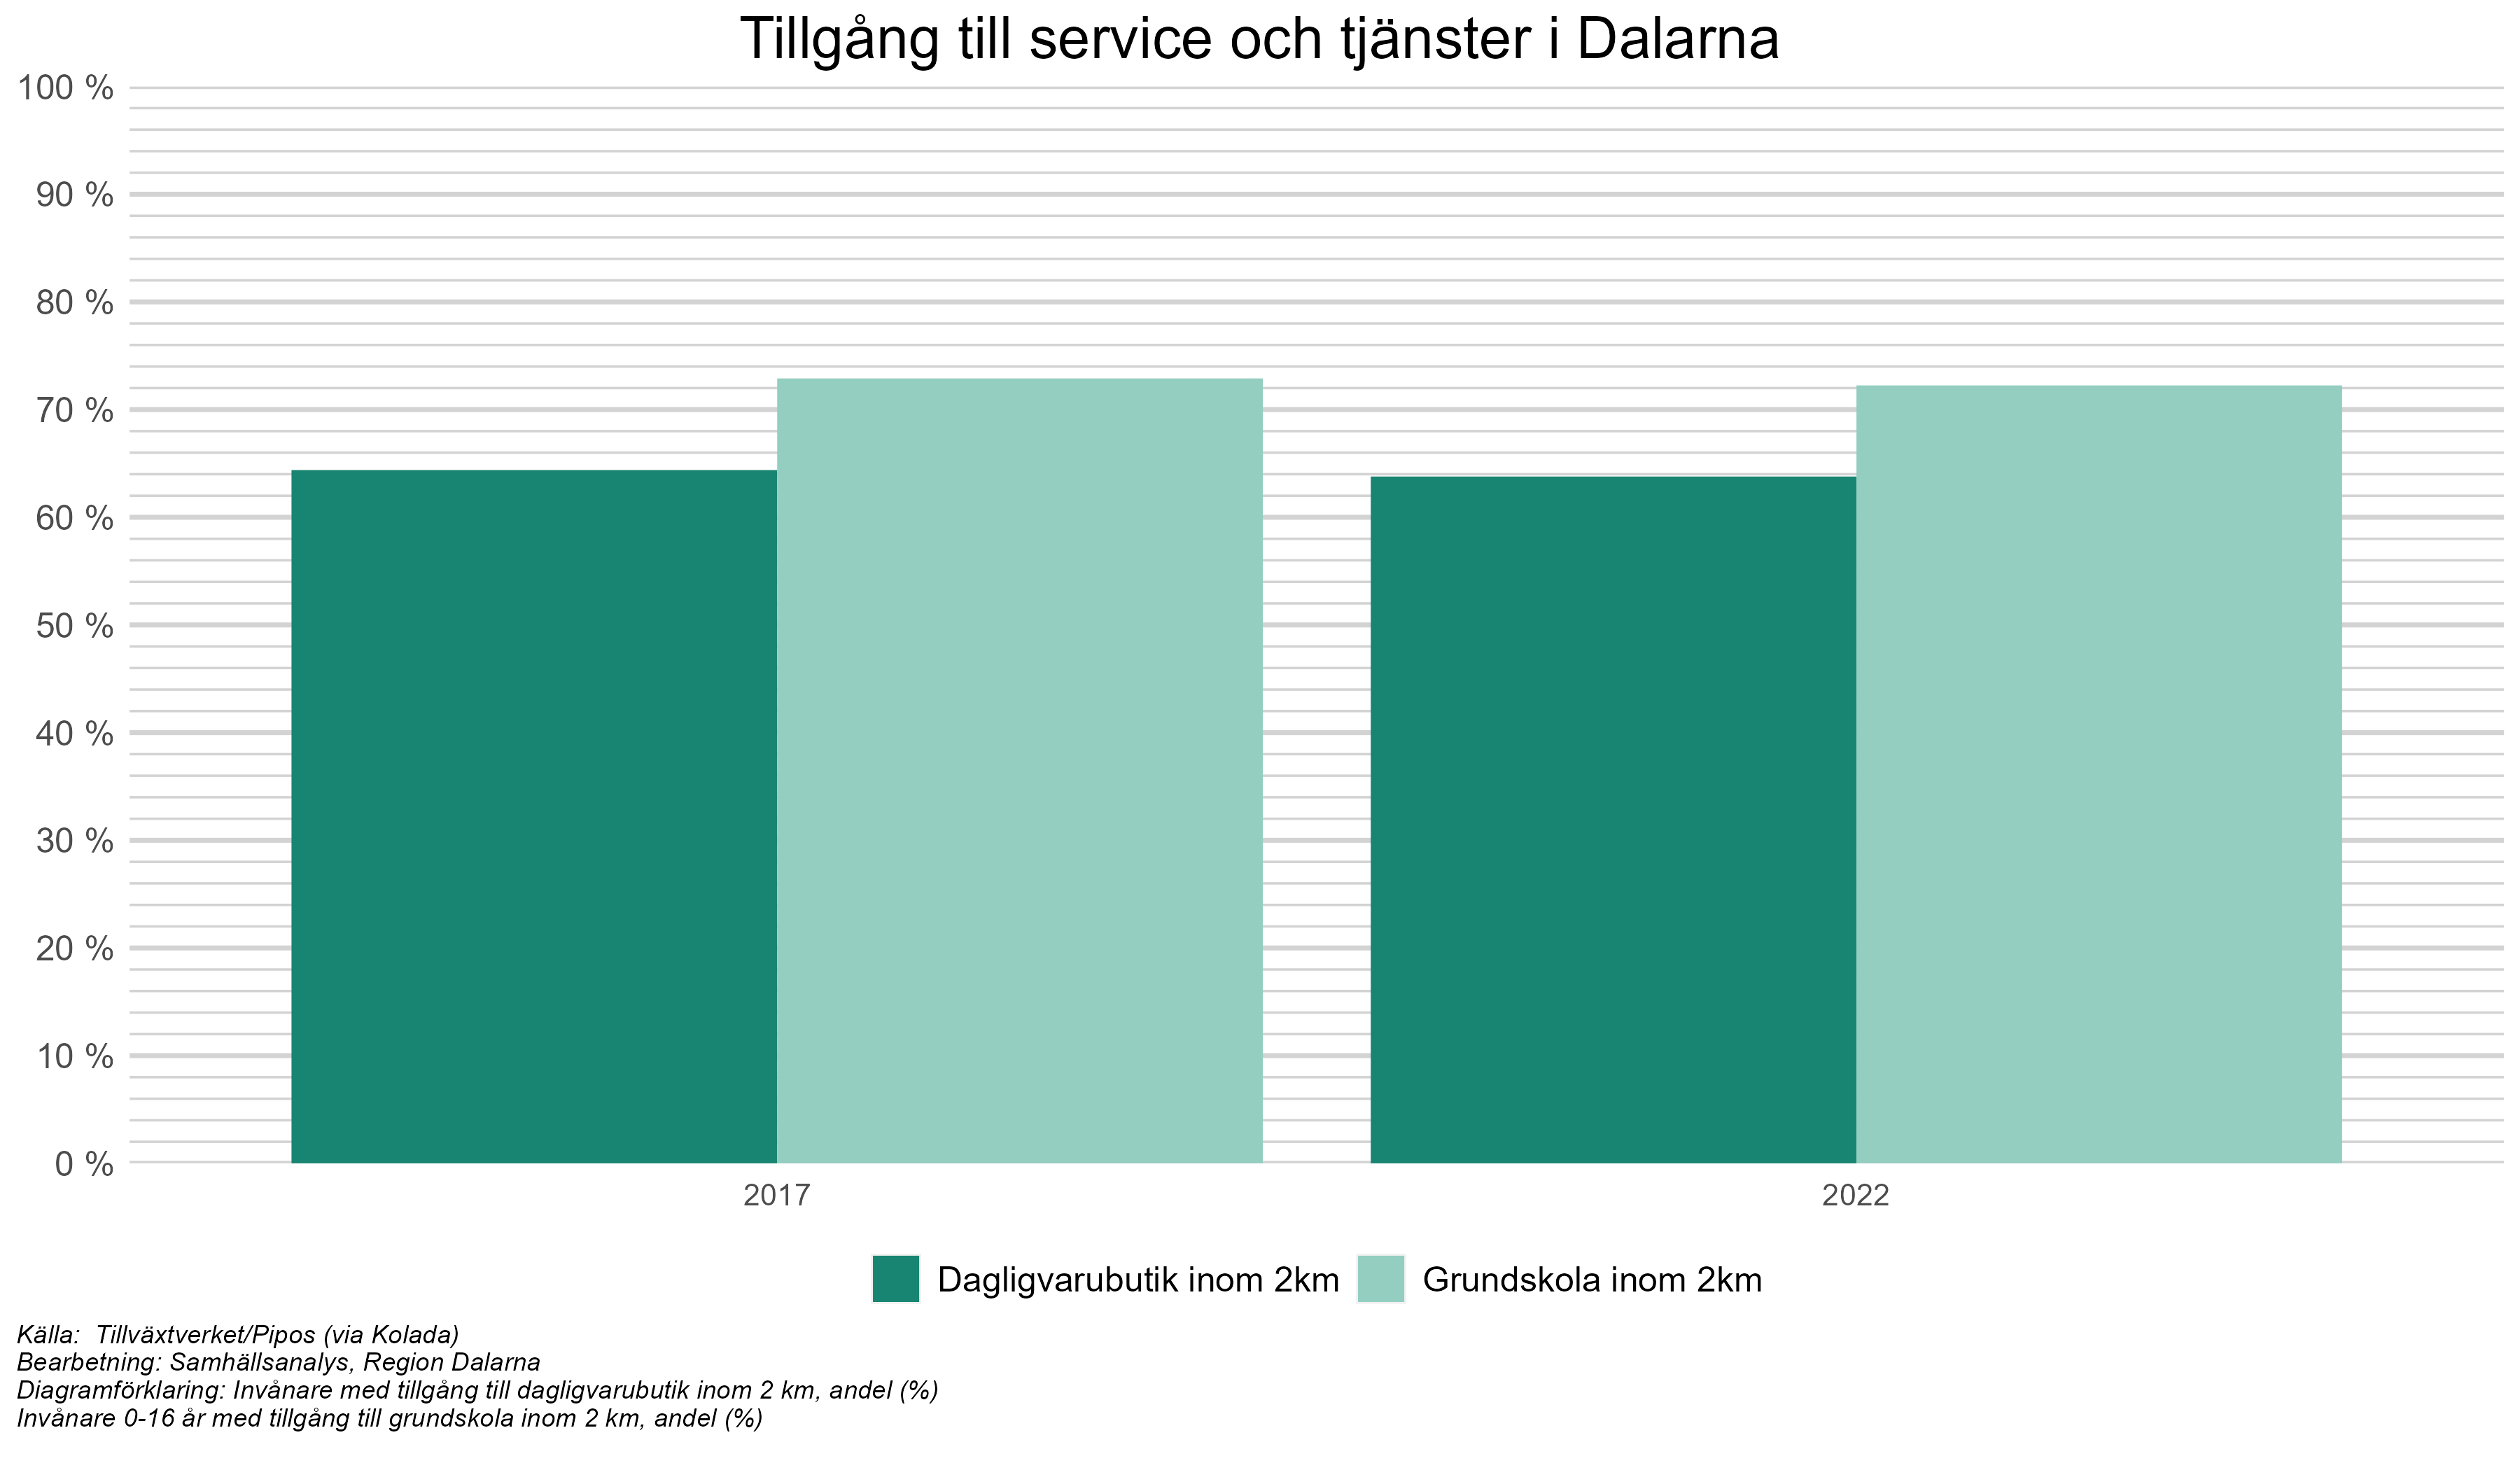 Tillgång till service och tjänster i Dalarna
100 %
90 %
80 %
70 %
60 %
50 %
40 %
30 %
20 %
10 %
0 %
2017 2022
Dagligvarubutik inom 2km Grundskola inom 2km
Källa:  Tillväxtverket/Pipos (via Kolada)
Bearbetning: Samhällsanalys, Region Dalarna
Diagramförklaring: Invånare med tillgång till dagligvarubutik inom 2 km, andel (%)
Invånare 0-16 år med tillgång till grundskola inom 2 km, andel (%)